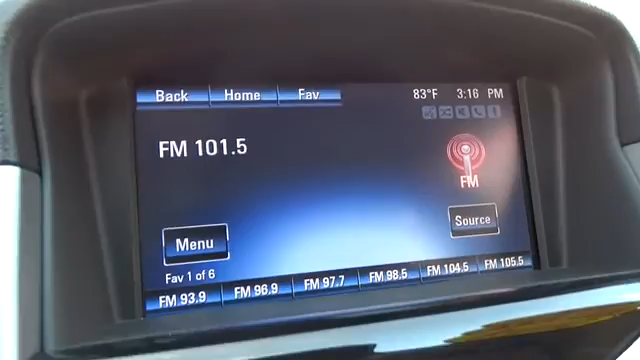 Back Home Fav 83°F 3:16 PM
FM 101.5
FM
Menu Source
Fav 1 of 6
FM 93.9 FM 96.9 FM 97.7 FM 98.5 FM 104.5 FM 105.5